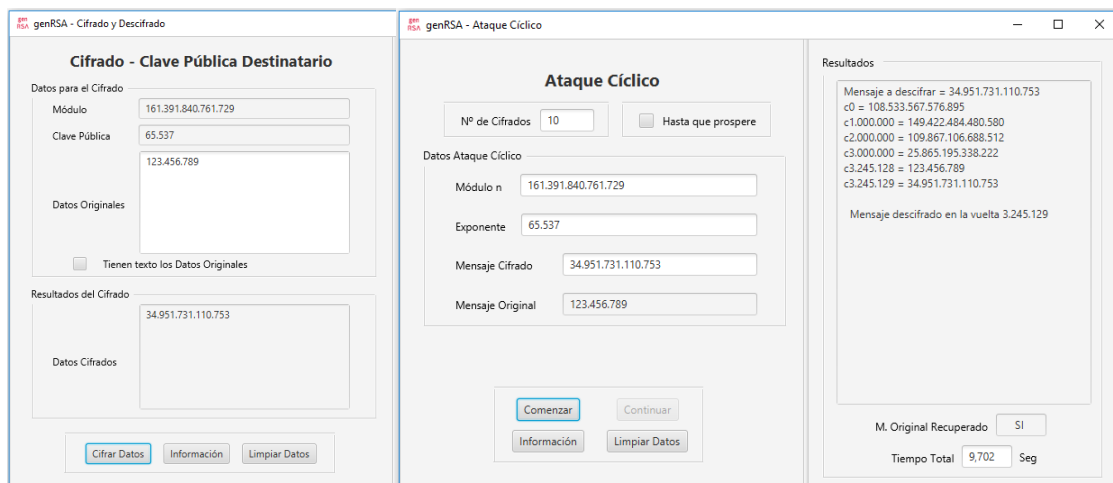 genRSA - Cifrado y Descifrado
Cifrado - Clave Pública Destinatario
Datos para el Cifrado
Módulo 161.391.840.761.729
Clave Pública 65.537
Datos Originales 123.456.789
Tienen texto los Datos Originales
Resultados del Cifrado
Datos Cifrados 34.951.731.110.753
Cifrar Datos Información Limpiar Datos
genRSA - Ataque Cíclico
Ataque Cíclico
Nº de Cifrados 10 Hasta que prospere
Datos Ataque Cíclico
Módulo n 161.391.840.761.729
Exponente 65.537
Mensaje Cifrado 34.951.731.110.753
Mensaje Original 123.456.789
Comenzar Continuar
Información Limpiar Datos
Resultados
Mensaje a descifrar = 34.951.731.110.753
c0 = 108.533.567.576.895
c1.000.000 = 149.422.484.480.580
c2.000.000 = 109.867.106.688.512
c3.000.000 = 25.865.195.338.222
c3.245.128 = 123.456.789
c3.245.129 = 34.951.731.110.753
Mensaje descifrado en la vuelta 3.245.129
M. Original Recuperado SI
Tiempo Total 9,702 Seg